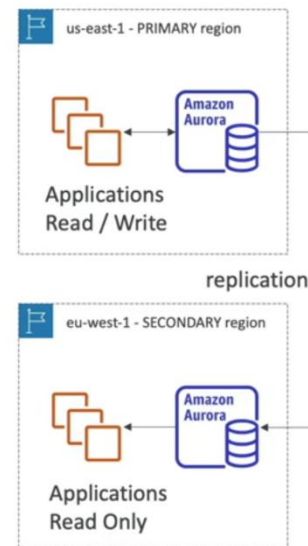 us-east-1 - PRIMARY region
Amazon
Aurora
Applications
Read / Write
replication
eu-west-1 - SECONDARY region
Amazon
Aurora
Applications
Read Only